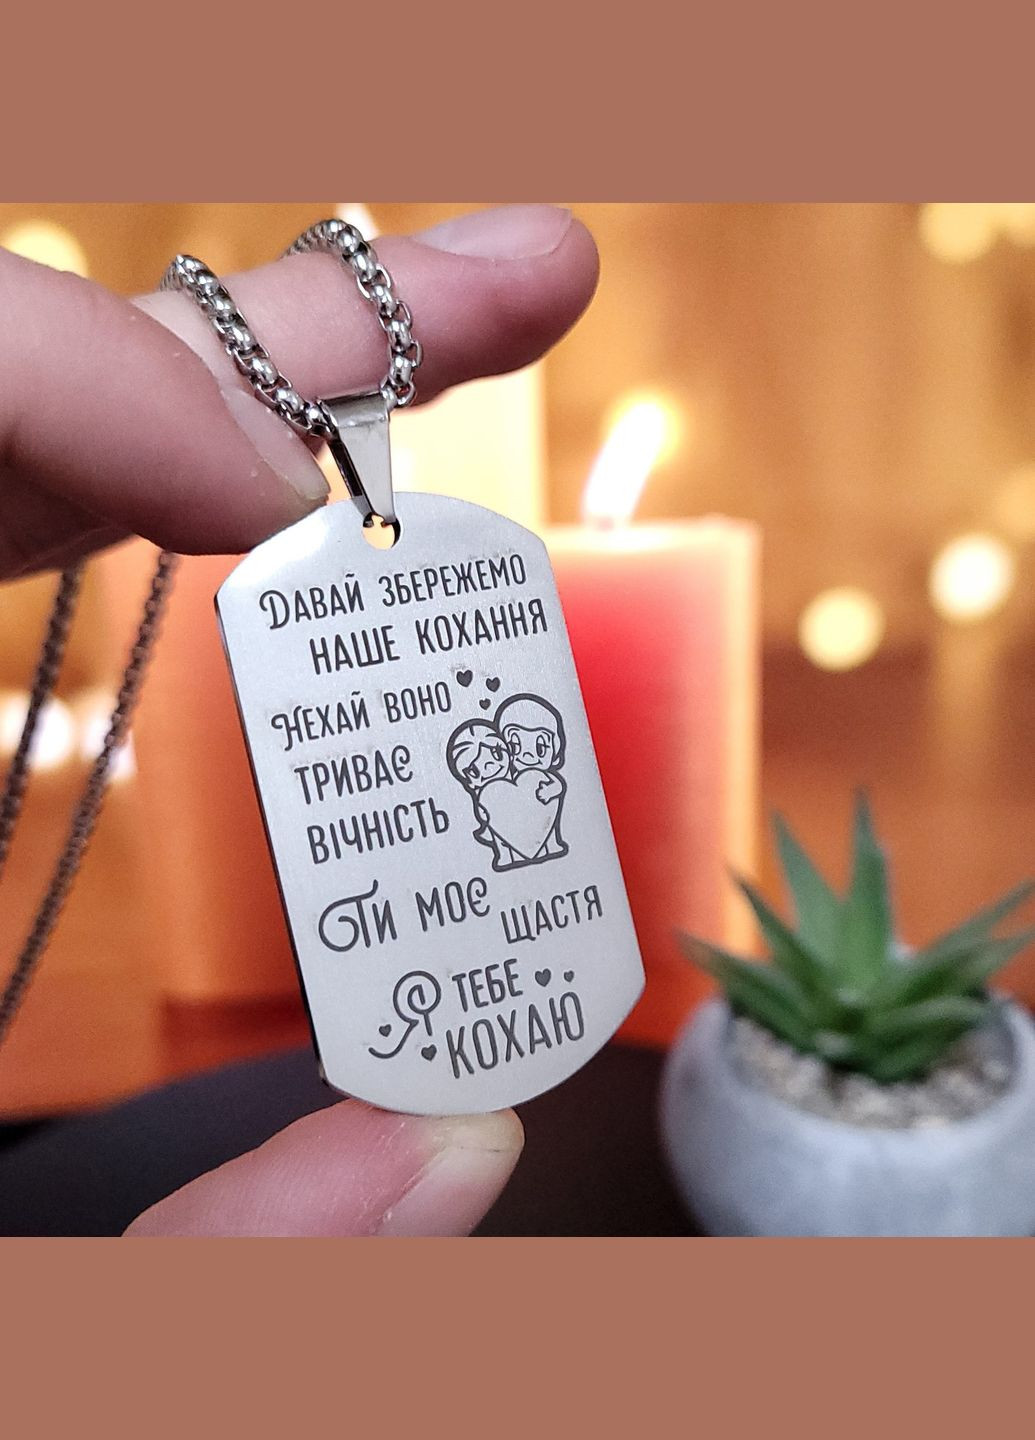 Давай збережемо
наше кохання
Нехай воно
триває
вічність
Ти моє
щастя
Я тебе
кохаю